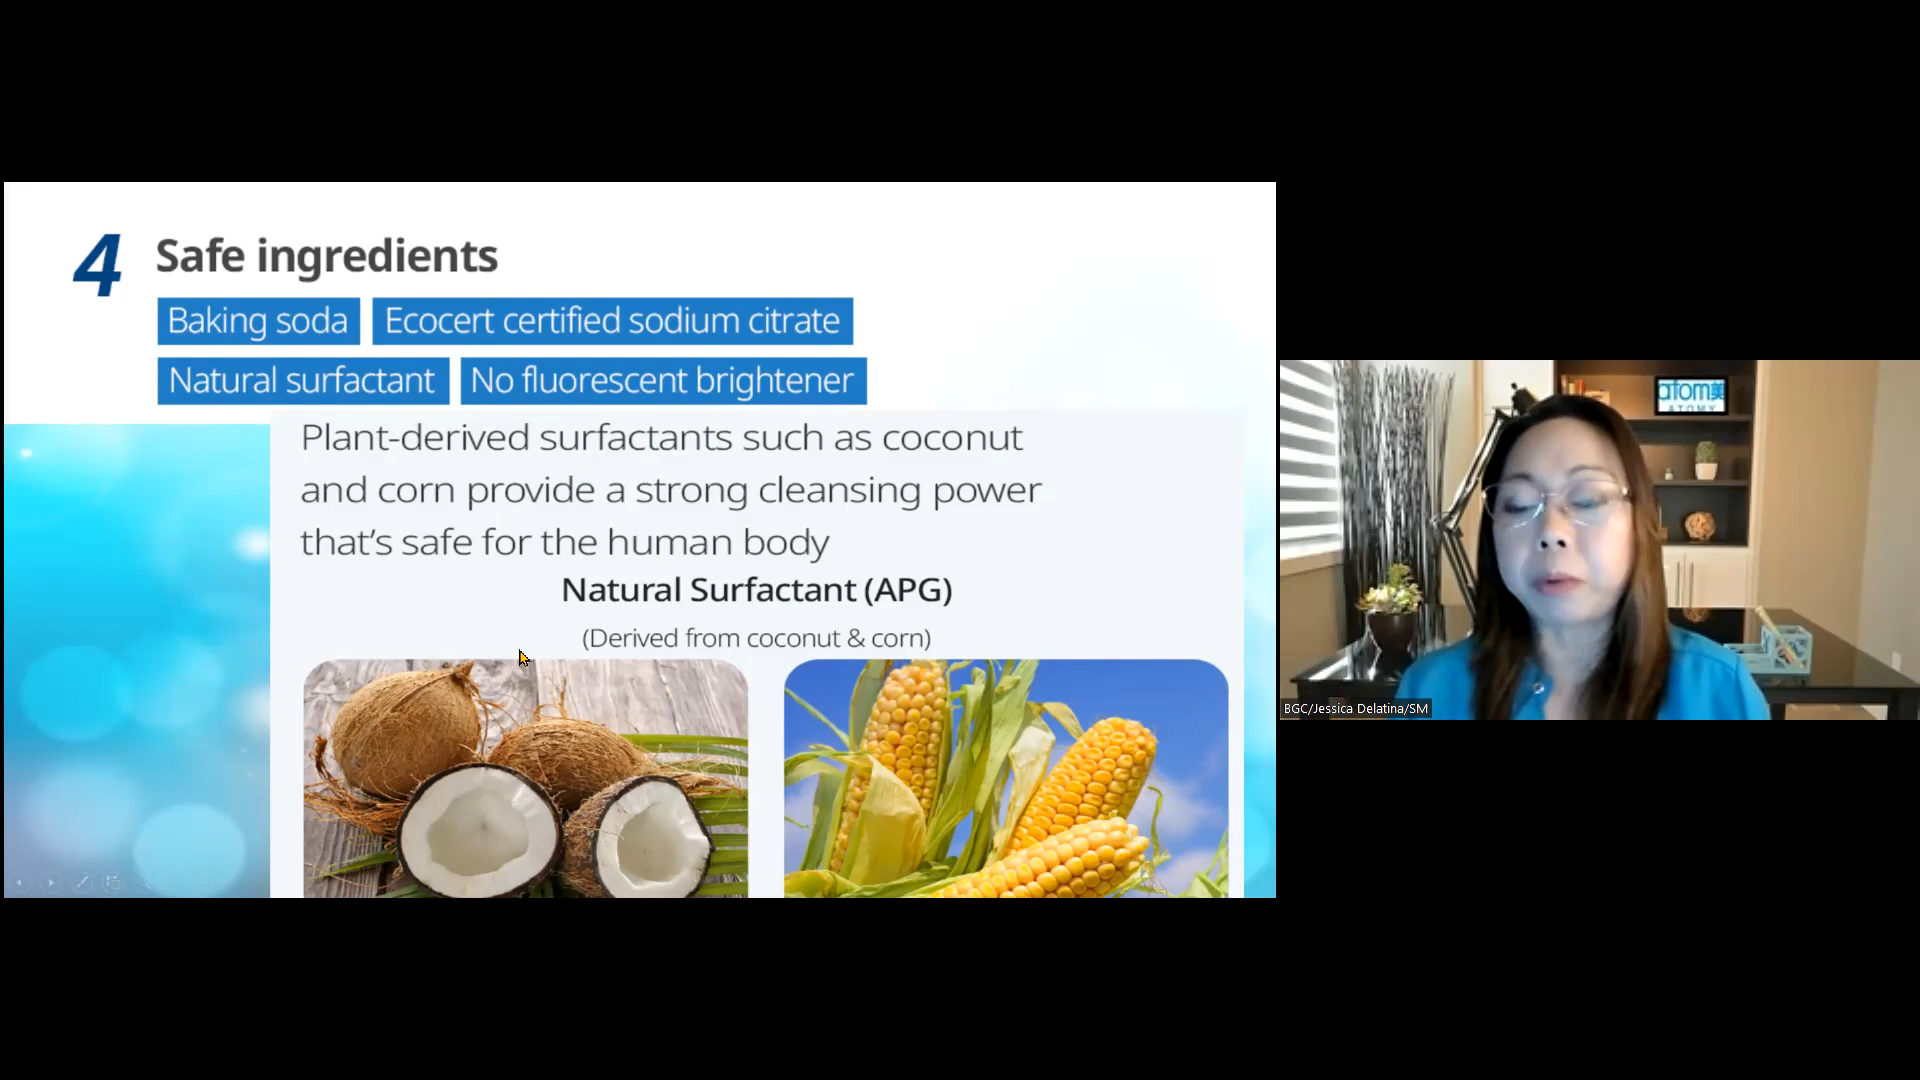 4 Safe ingredients
Baking soda Ecocert certified sodium citrate
Natural surfactant No fluorescent brightener
Plant-derived surfactants such as coconut
and corn provide a strong cleansing power
that's safe for the human body
Natural Surfactant (APG)
(Derived from coconut & corn)
atom美
ATOMY
BGC/Jessica Delatina/SM